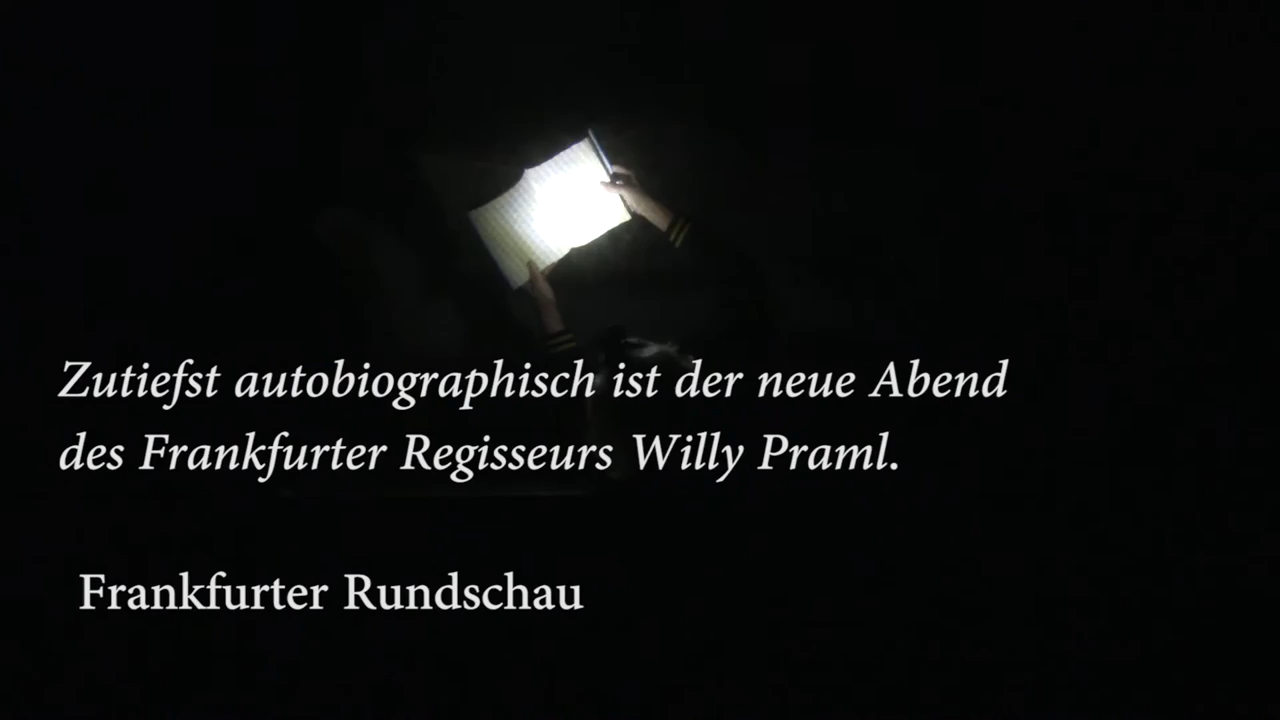 Zutiefst autobiographisch ist der neue Abend
des Frankfurter Regisseurs Willy Praml.
Frankfurter Rundschau